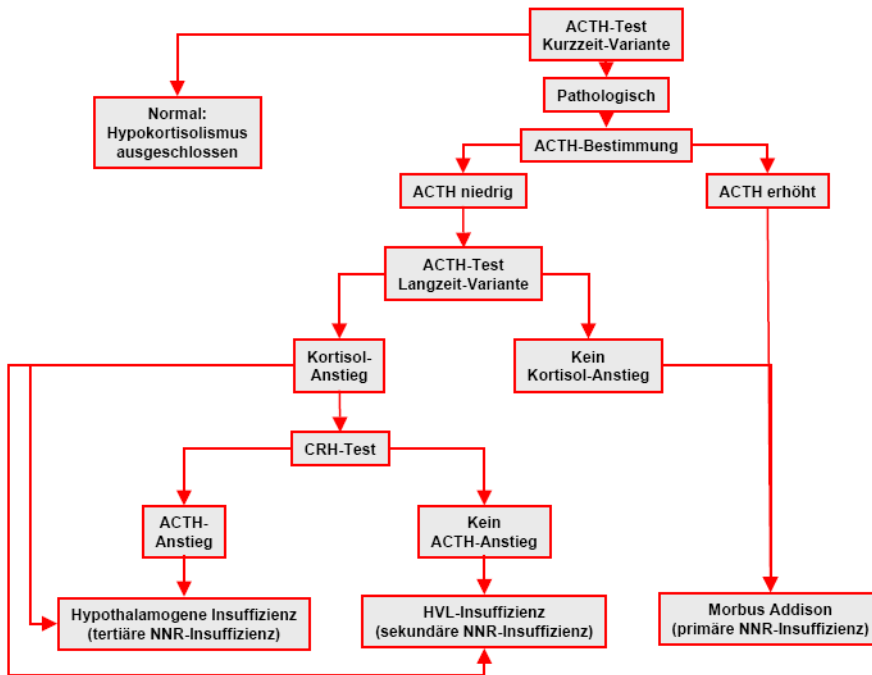 ACTH-Test
Kurzzeit-Variante
Pathologisch
Normal:
Hypokortisolismus
ausgeschlossen
ACTH-Bestimmung
ACTH niedrig
ACTH erhöht
ACTH-Test
Langzeit-Variante
Kortisol-
Anstieg
Kein
Kortisol-Anstieg
CRH-Test
ACTH-
Anstieg
Kein
ACTH-Anstieg
Hypothalamogene Insuffizienz
(tertiäre NNR-Insuffizienz)
HVL-Insuffizienz
(sekundäre NNR-Insuffizienz)
Morbus Addison
(primäre NNR-Insuffizienz)